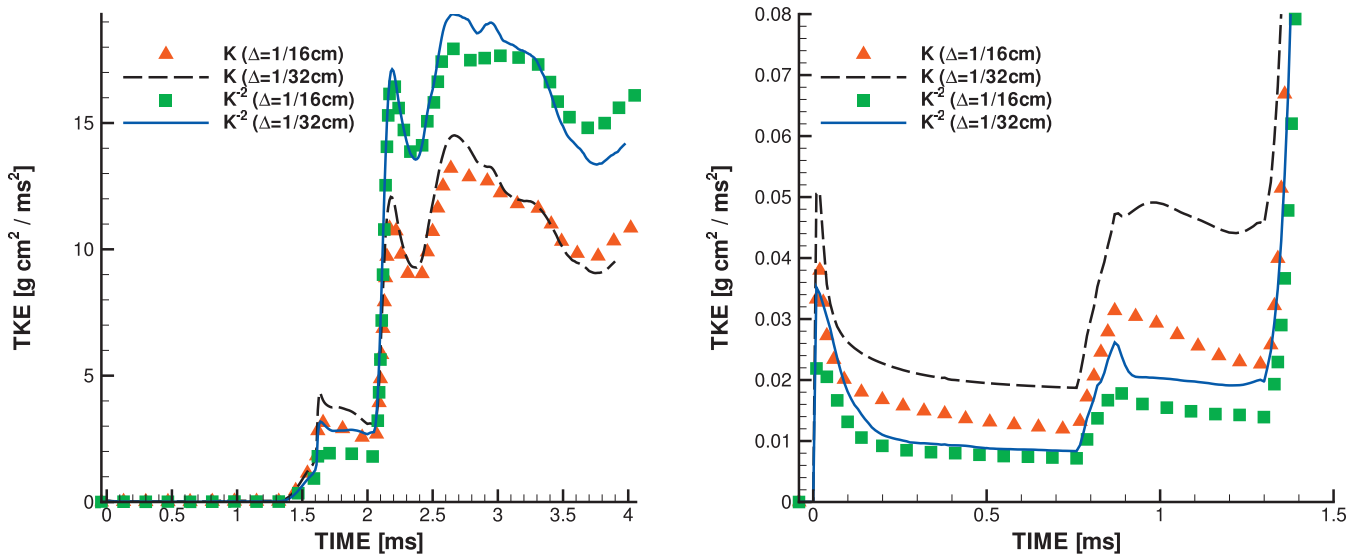 K (Δ=1/16cm)
K (Δ=1/32cm)
K⁻² (Δ=1/16cm)
K⁻² (Δ=1/32cm)
TKE [g cm² / ms²]
15
10
5
0
0 0.5 1 1.5 2 2.5 3 3.5 4
TIME [ms]
K (Δ=1/16cm)
K (Δ=1/32cm)
K⁻² (Δ=1/16cm)
K⁻² (Δ=1/32cm)
TKE [g cm² / ms²]
0.08
0.07
0.06
0.05
0.04
0.03
0.02
0.01
0
0 0.5 1 1.5
TIME [ms]